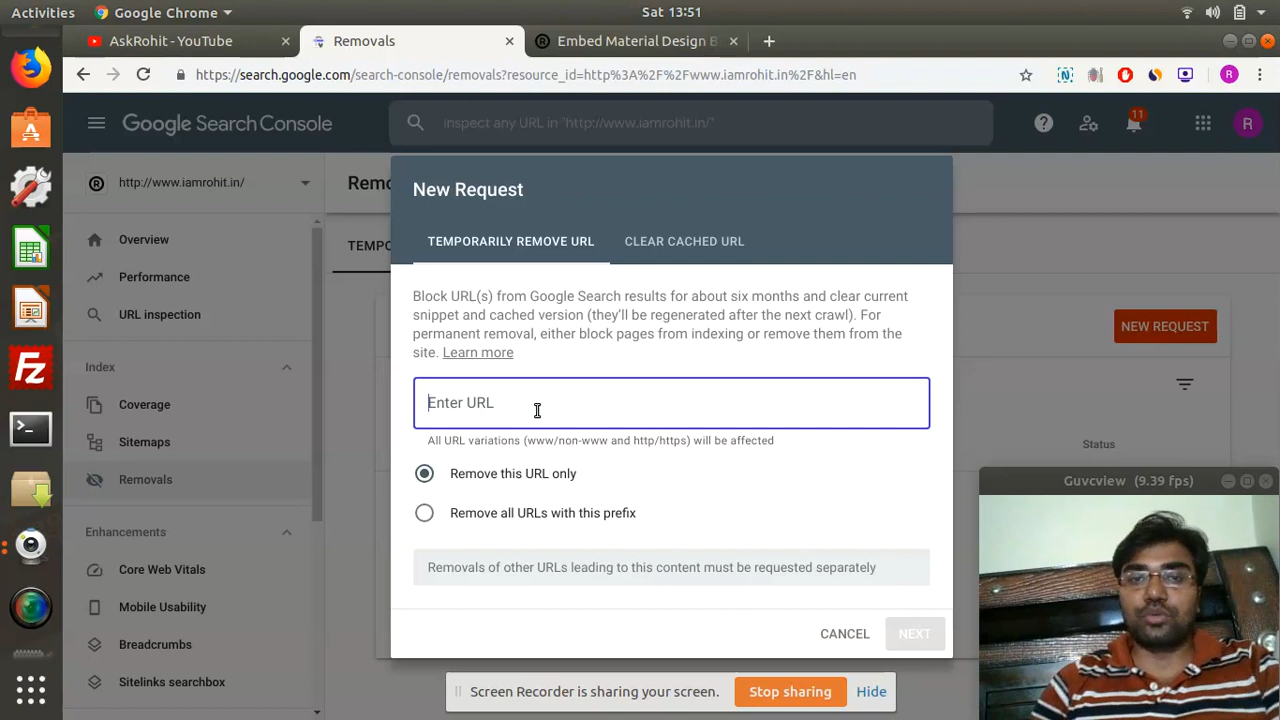 Activities
Google Chrome
Sat 13:51
AskRohit - YouTube
Removals
Embed Material Design
https://search.google.com/search-console/removals?resource_id=http%3A%2F%2Fwww.iamrohit.in%2F&hl=en
R
Google Search Console
inspect any URL in 'http://www.iamrohit.in/'
11
R
http://www.iamrohit.in/
Overview
Performance
URL inspection
Index
Coverage
Sitemaps
Removals
Enhancements
Core Web Vitals
Mobile Usability
Breadcrumbs
Sitelinks searchbox
NEW REQUEST
Status
New Request
TEMPORARILY REMOVE URL
CLEAR CACHED URL
Block URL(s) from Google Search results for about six months and clear current
snippet and cached version (they'll be regenerated after the next crawl). For
permanent removal, either block pages from indexing or remove them from the
site. Learn more
Enter URL
All URL variations (www/non-www and http/https) will be affected
Remove this URL only
Remove all URLs with this prefix
Removals of other URLs leading to this content must be requested separately
CANCEL
NEXT
Guvcview (9.39 fps)
Screen Recorder is sharing your screen.
Stop sharing
Hide